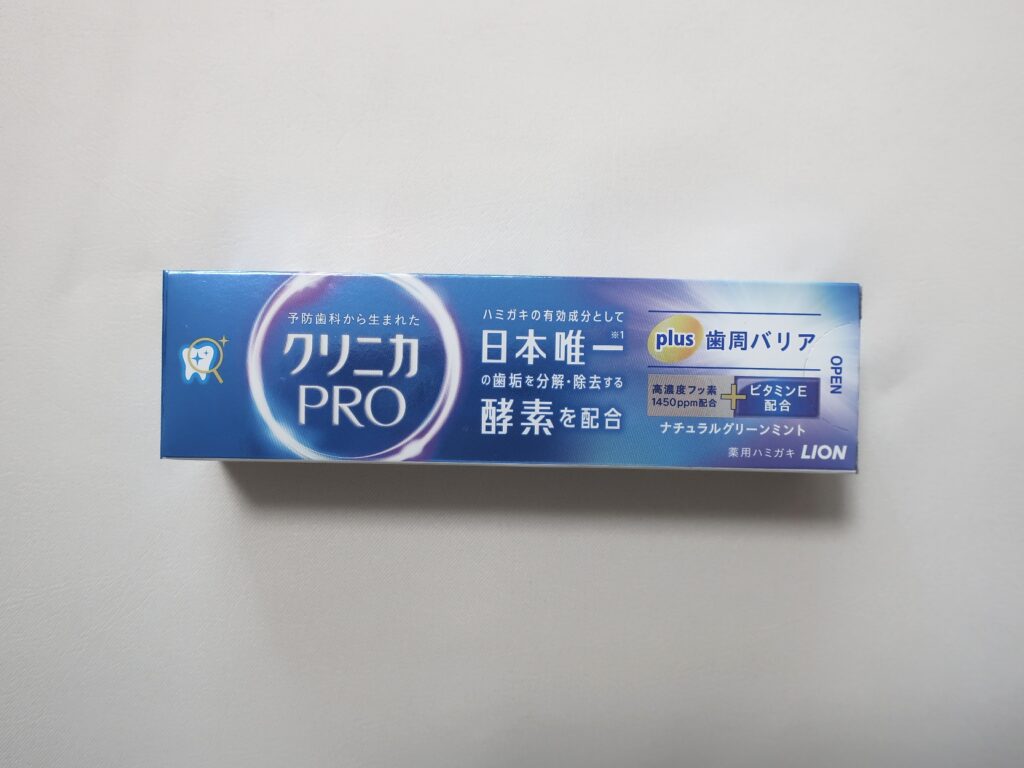 予防歯科から生まれた
クリニカ
PRO
ハミガキの有効成分として
日本唯一※1
の歯垢を分解・除去する
酵素を配合
plus 歯周バリア
高濃度フッ素
1450ppm配合
+
ビタミンE
配合
ナチュラルグリーンミント
薬用ハミガキ LION
OPEN